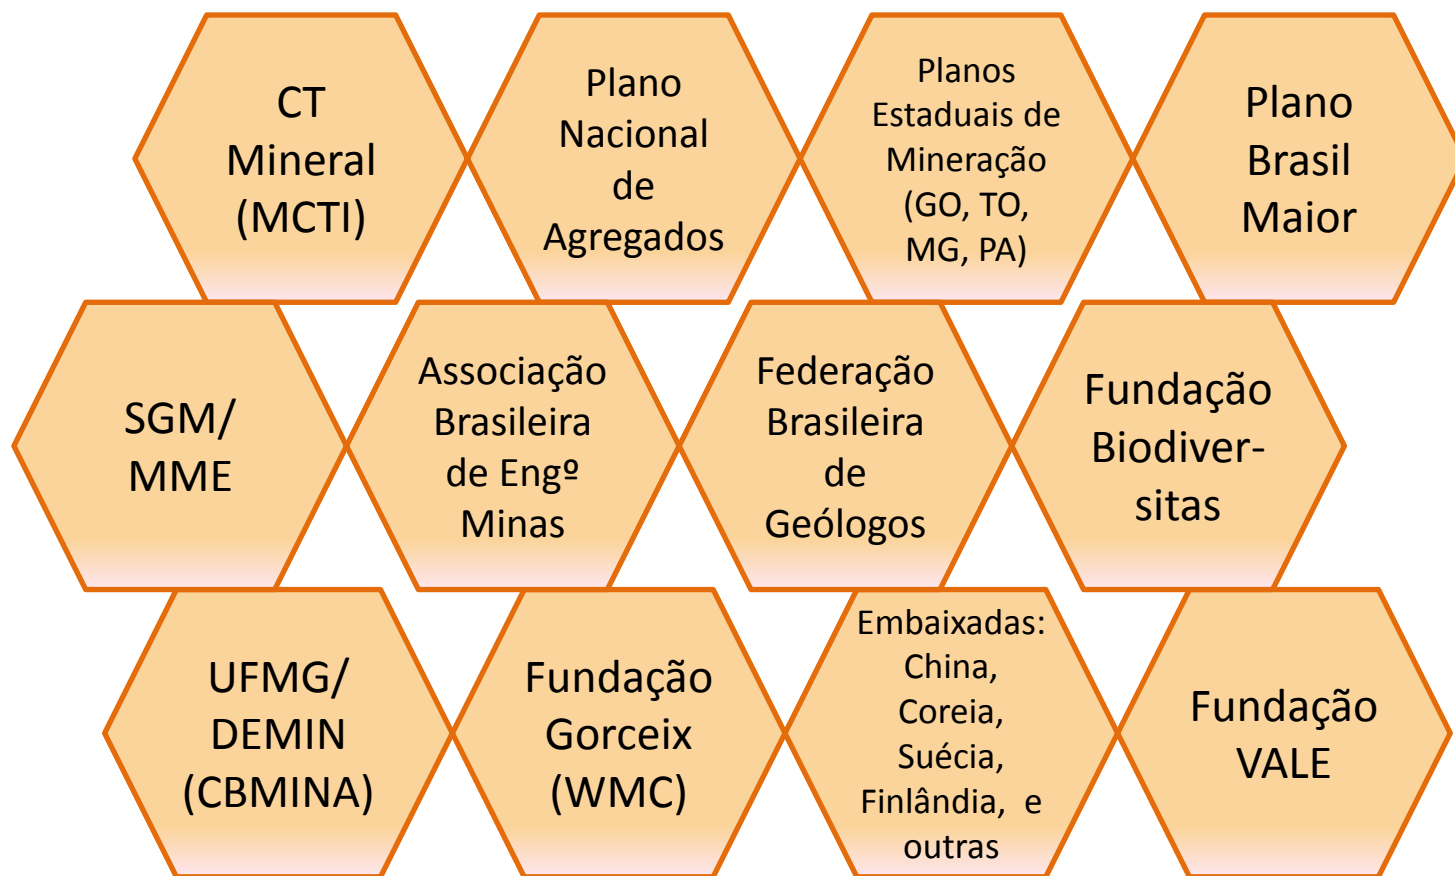 CT
Mineral
(MCTI)
Plano
Nacional
de
Agregados
Planos
Estaduais de
Mineração
(GO, TO,
MG, PA)
Plano
Brasil
Maior
SGM/
MME
Associação
Brasileira
de Engº
Minas
Federação
Brasileira
de
Geólogos
Fundação
Biodiver-
sitas
UFMG/
DEMIN
(CBMINA)
Fundação
Gorceix
(WMC)
Embaixadas:
China,
Coreia,
Suécia,
Finlândia, e
outras
Fundação
VALE